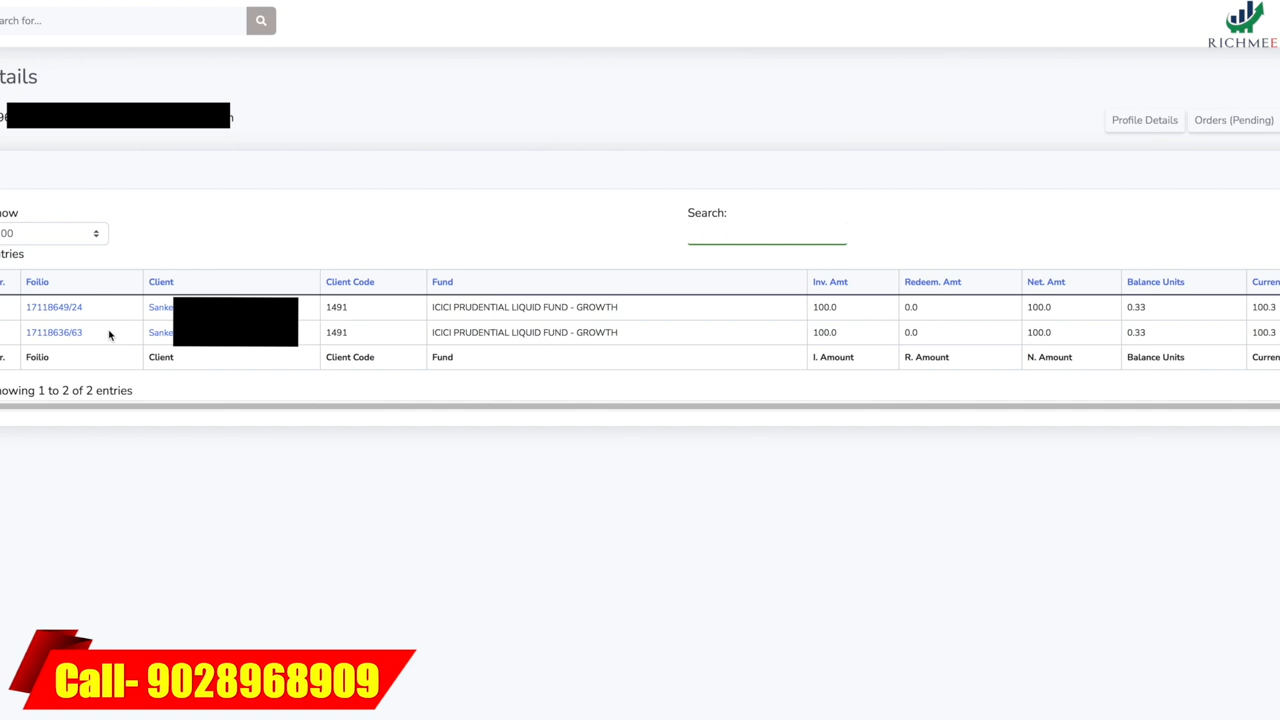 arch for...
RICHMEE
tails
96
n
Profile Details
Orders (Pending)
how
00
Search:
tries
r. Foilio Client Client Code Fund Inv. Amt Redeem. Amt Net. Amt Balance Units Curren
17118649/24 Sanke 1491 ICICI PRUDENTIAL LIQUID FUND - GROWTH 100.0 0.0 100.0 0.33 100.3
17118636/63 Sanke 1491 ICICI PRUDENTIAL LIQUID FUND - GROWTH 100.0 0.0 100.0 0.33 100.3
r. Foilio Client Client Code Fund I. Amount R. Amount N. Amount Balance Units Curren
howing 1 to 2 of 2 entries
Call- 9028968909